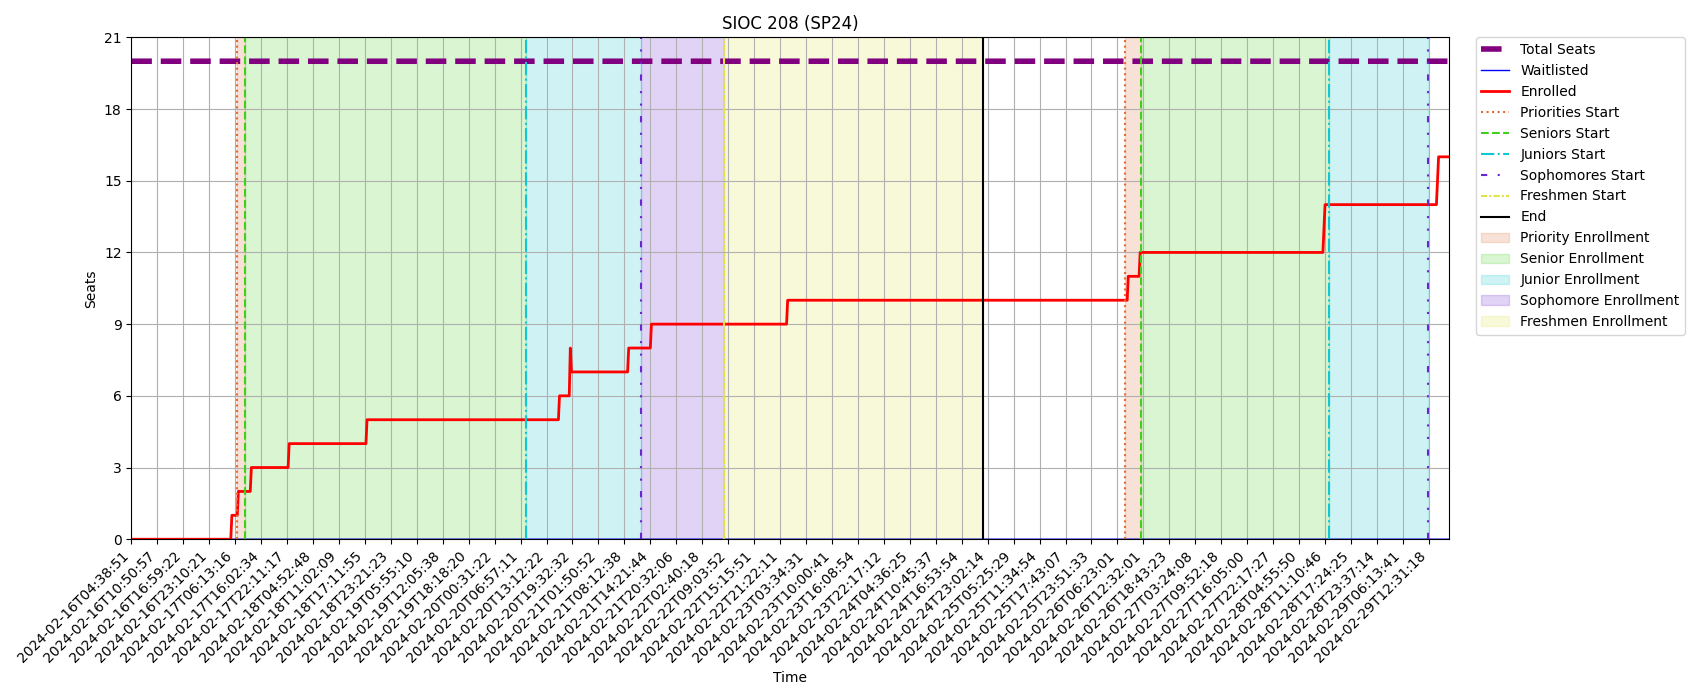 SIOC 208 (SP24)
21
18
15
12
9
6
3
0
Seats
2024-02-16T04:38:51
2024-02-16T10:50:57
2024-02-16T16:59:22
2024-02-16T23:10:21
2024-02-17T06:13:16
2024-02-17T16:02:34
2024-02-17T22:11:17
2024-02-18T04:52:48
2024-02-18T11:02:09
2024-02-18T17:11:55
2024-02-18T23:21:23
2024-02-19T05:55:10
2024-02-19T12:05:38
2024-02-19T18:18:20
2024-02-20T00:31:22
2024-02-20T06:57:11
2024-02-20T13:12:22
2024-02-20T19:32:32
2024-02-21T01:50:52
2024-02-21T08:12:38
2024-02-21T14:21:44
2024-02-21T20:32:06
2024-02-22T02:40:18
2024-02-22T09:03:52
2024-02-22T15:15:51
2024-02-22T21:22:11
2024-02-23T03:34:31
2024-02-23T10:00:41
2024-02-23T16:08:54
2024-02-23T22:17:12
2024-02-24T04:36:25
2024-02-24T10:45:37
2024-02-24T16:53:54
2024-02-24T23:02:14
2024-02-25T05:25:29
2024-02-25T11:34:54
2024-02-25T17:43:07
2024-02-25T23:51:33
2024-02-26T06:23:01
2024-02-26T12:32:01
2024-02-26T18:43:23
2024-02-27T03:24:08
2024-02-27T09:52:18
2024-02-27T16:05:00
2024-02-27T22:17:27
2024-02-28T04:55:50
2024-02-28T11:10:46
2024-02-28T17:24:25
2024-02-28T23:37:14
2024-02-29T06:13:41
2024-02-29T12:31:18
Time
Total Seats
Waitlisted
Enrolled
Priorities Start
Seniors Start
Juniors Start
Sophomores Start
Freshmen Start
End
Priority Enrollment
Senior Enrollment
Junior Enrollment
Sophomore Enrollment
Freshmen Enrollment